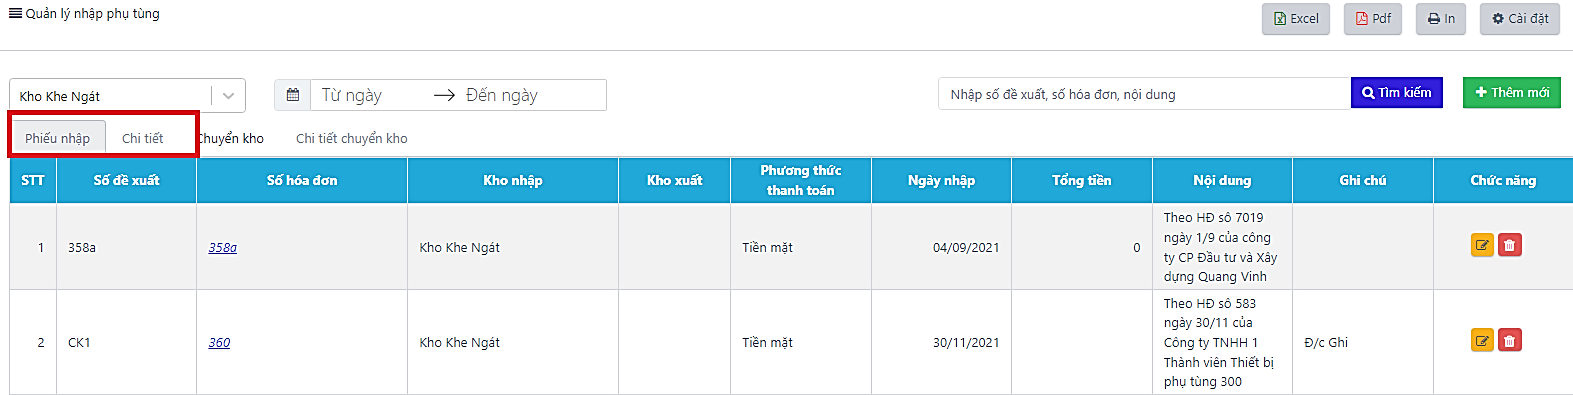 Quản lý nhập phụ tùng
Excel
Pdf
In
Cài đặt
Kho Khe Ngát
Từ ngày → Đến ngày
Nhập số đề xuất, số hóa đơn, nội dung
Tìm kiếm
Thêm mới
Phiếu nhập
Chi tiết
Chuyển kho
Chi tiết chuyển kho
STT
Số đề xuất
Số hóa đơn
Kho nhập
Kho xuất
Phương thức
thanh toán
Ngày nhập
Tổng tiền
Nội dung
Ghi chú
Chức năng
1
358a
358a
Kho Khe Ngát
Tiền mặt
04/09/2021
0
Theo HĐ sô 7019
ngày 1/9 của công
ty CP Đầu tư và Xây
dựng Quang Vinh
2
CK1
360
Kho Khe Ngát
Tiền mặt
30/11/2021
Theo HĐ sô 583
ngày 30/11 của
Công ty TNHH 1
Thành viên Thiết bị
phụ tùng 300
Đ/c Ghi